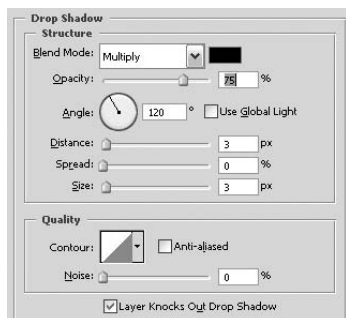 Drop Shadow
Structure
Blend Mode: Multiply
Opacity: 75 %
Angle: 120 ° Use Global Light
Distance: 3 px
Spread: 0 %
Size: 3 px
Quality
Contour: Anti-aliased
Noise: 0 %
Layer Knocks Out Drop Shadow